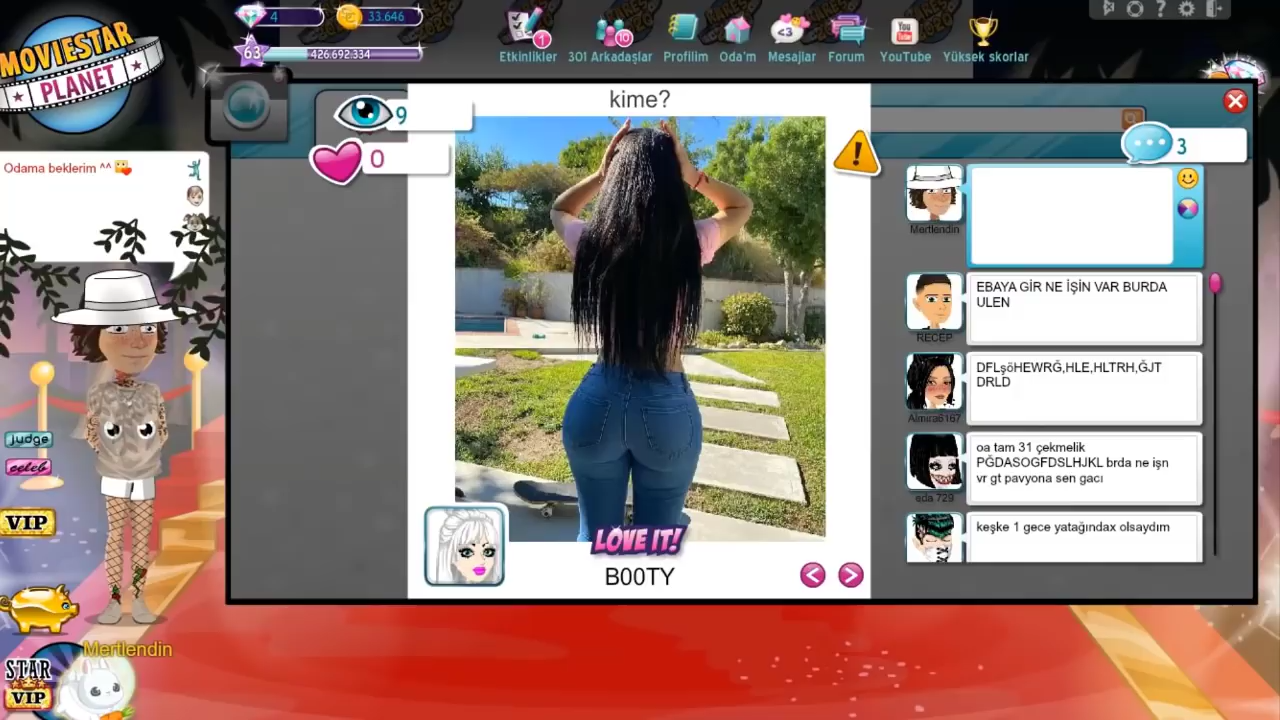 MOVIESTAR
PLANET
4
33.646
63
426.692.334
1
Etkinlikler
10
301 Arkadaşlar
Profilim
Oda'm
<3
Mesajlar
Forum
You
Tube
YouTube
Yüksek skorlar
?
Odama beklerim ^^
judge
celeb
VIP
Mertlendin
STAR
VIP
9
0
kime?
LOVE IT!
B00TY
3
Mertlendin
EBAYA GİR NE İŞİN VAR BURDA
ULEN
RECEP
DFLşöHEWRĞ,HLE,HLTRH,ĞJT
DRLD
Almira6167
oa tam 31 çekmelik
PĞDASOGFDSLHJKL brda ne işn
vr gt pavyona sen gacı
eda 729
keşke 1 gece yatağındax olsaydım